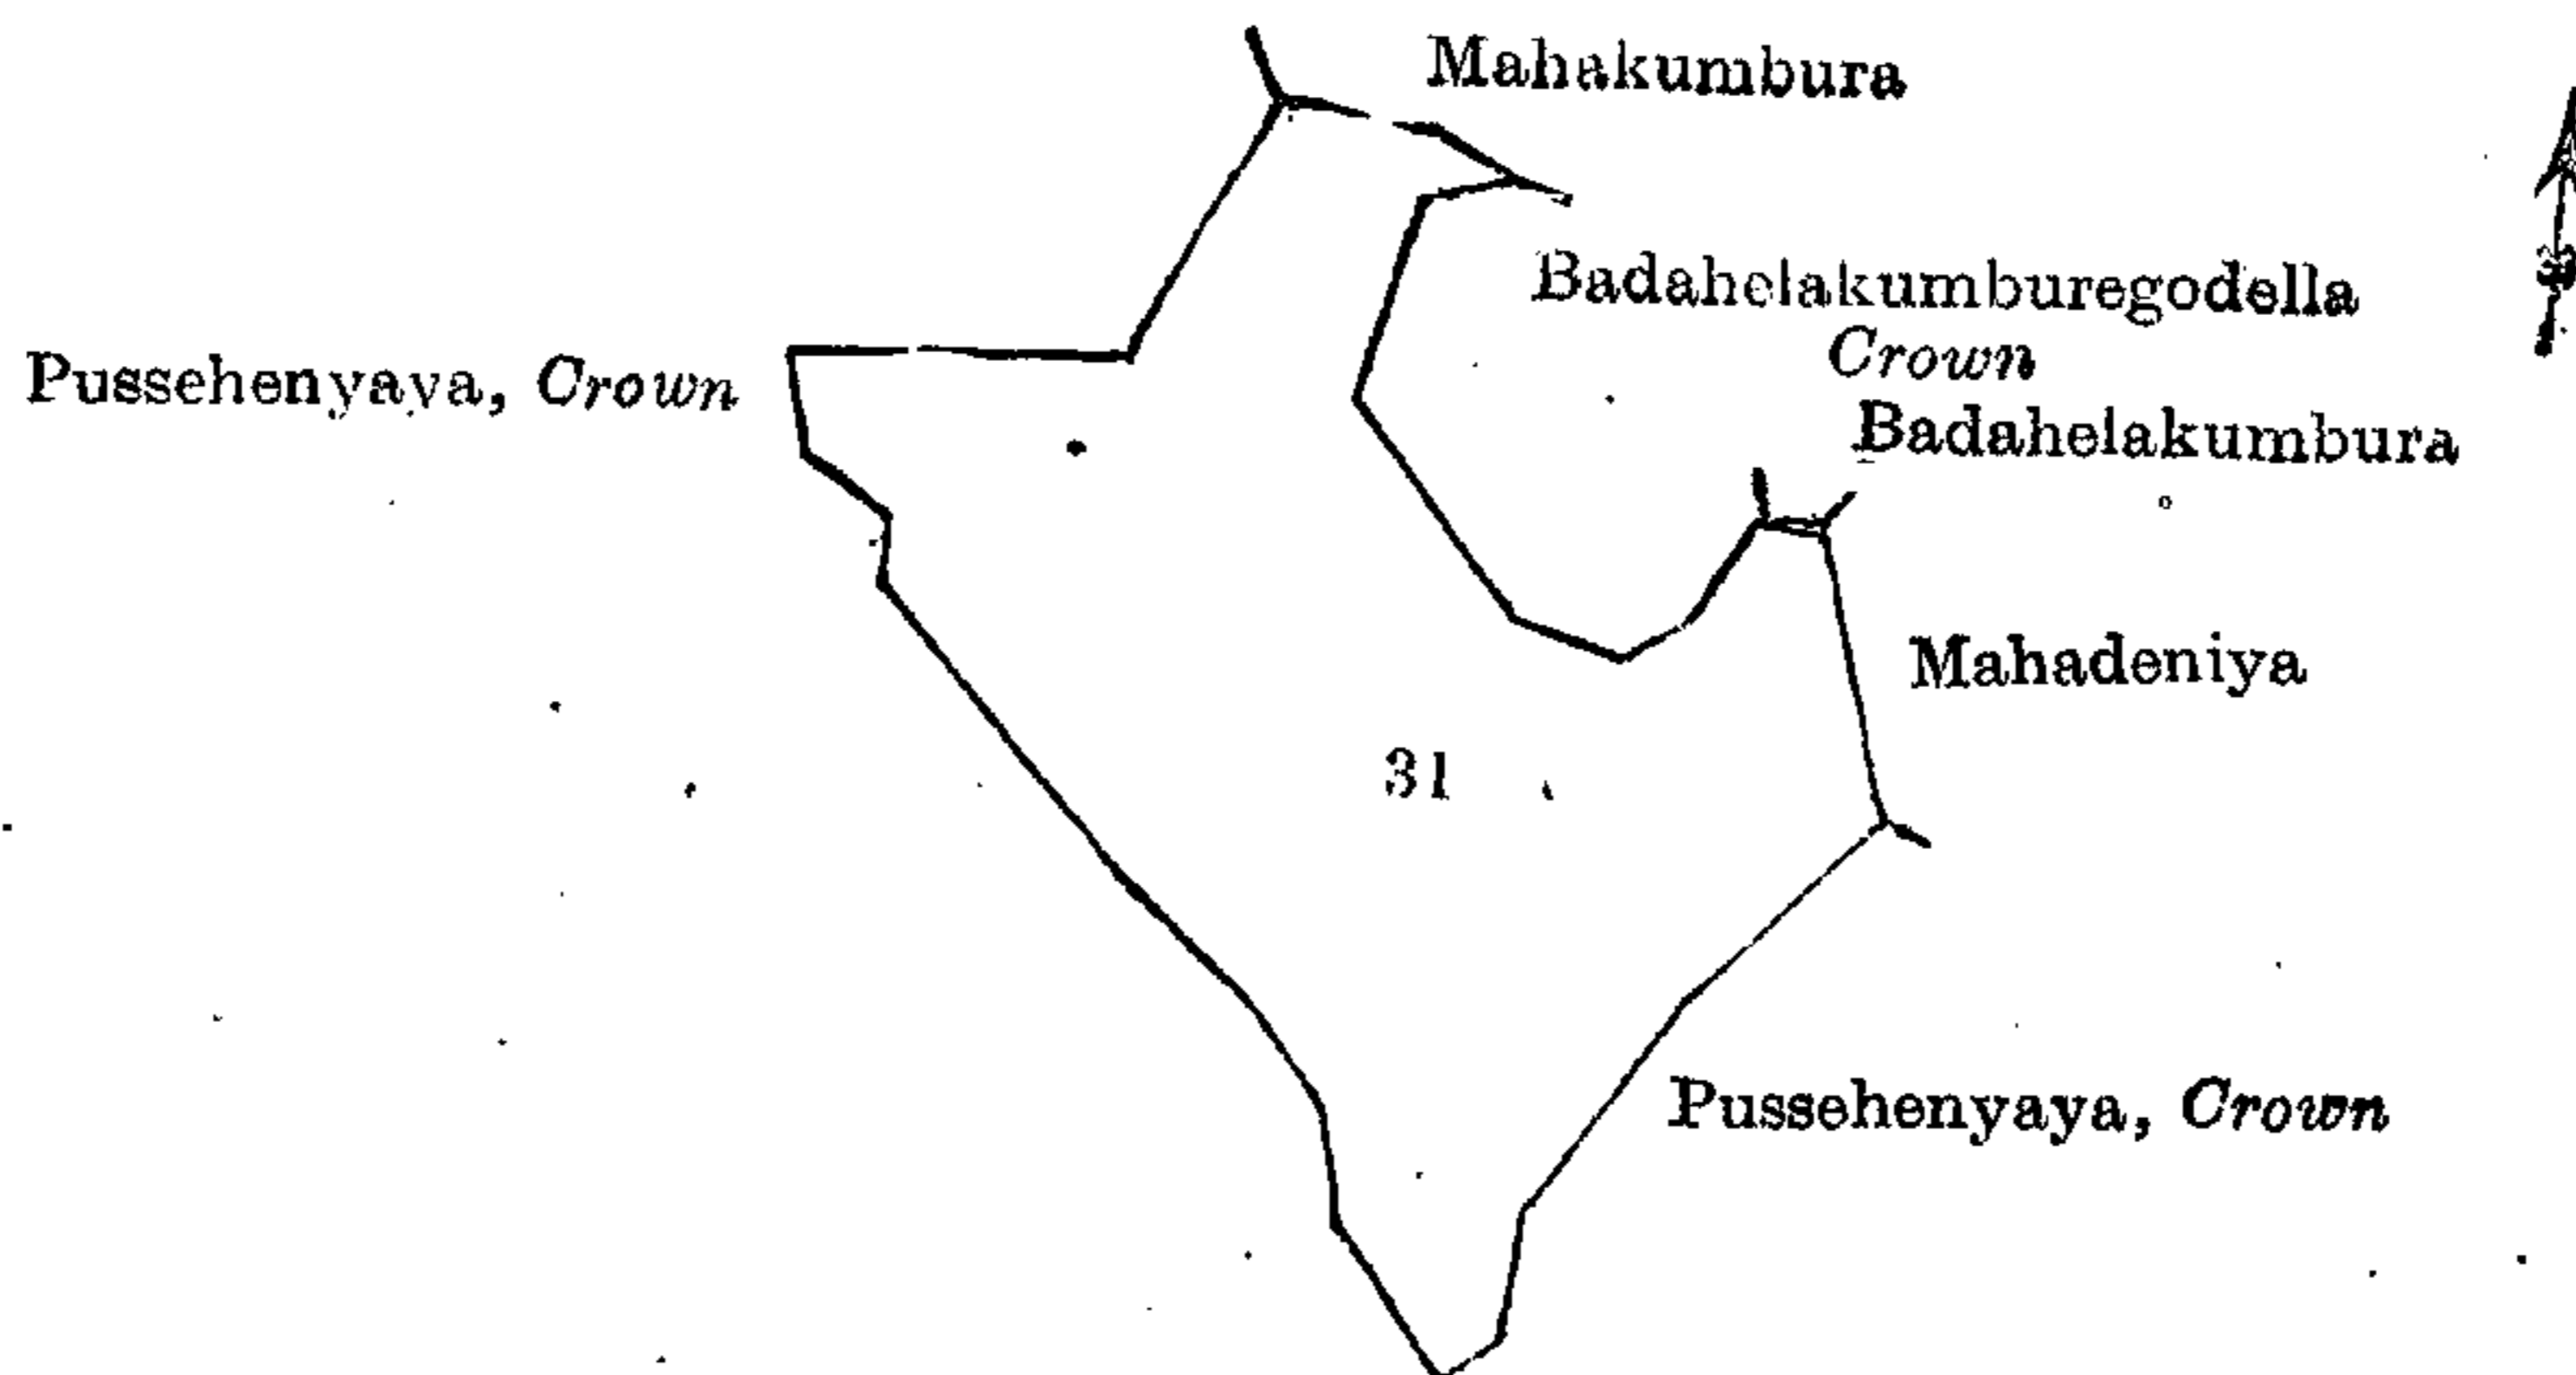 Mahakumbura
Badahelakumburegodella
Crown
Pussehenyaya, Crown
Badahelakumbura
Mahadeniya
31
Pussehenyaya, Crown